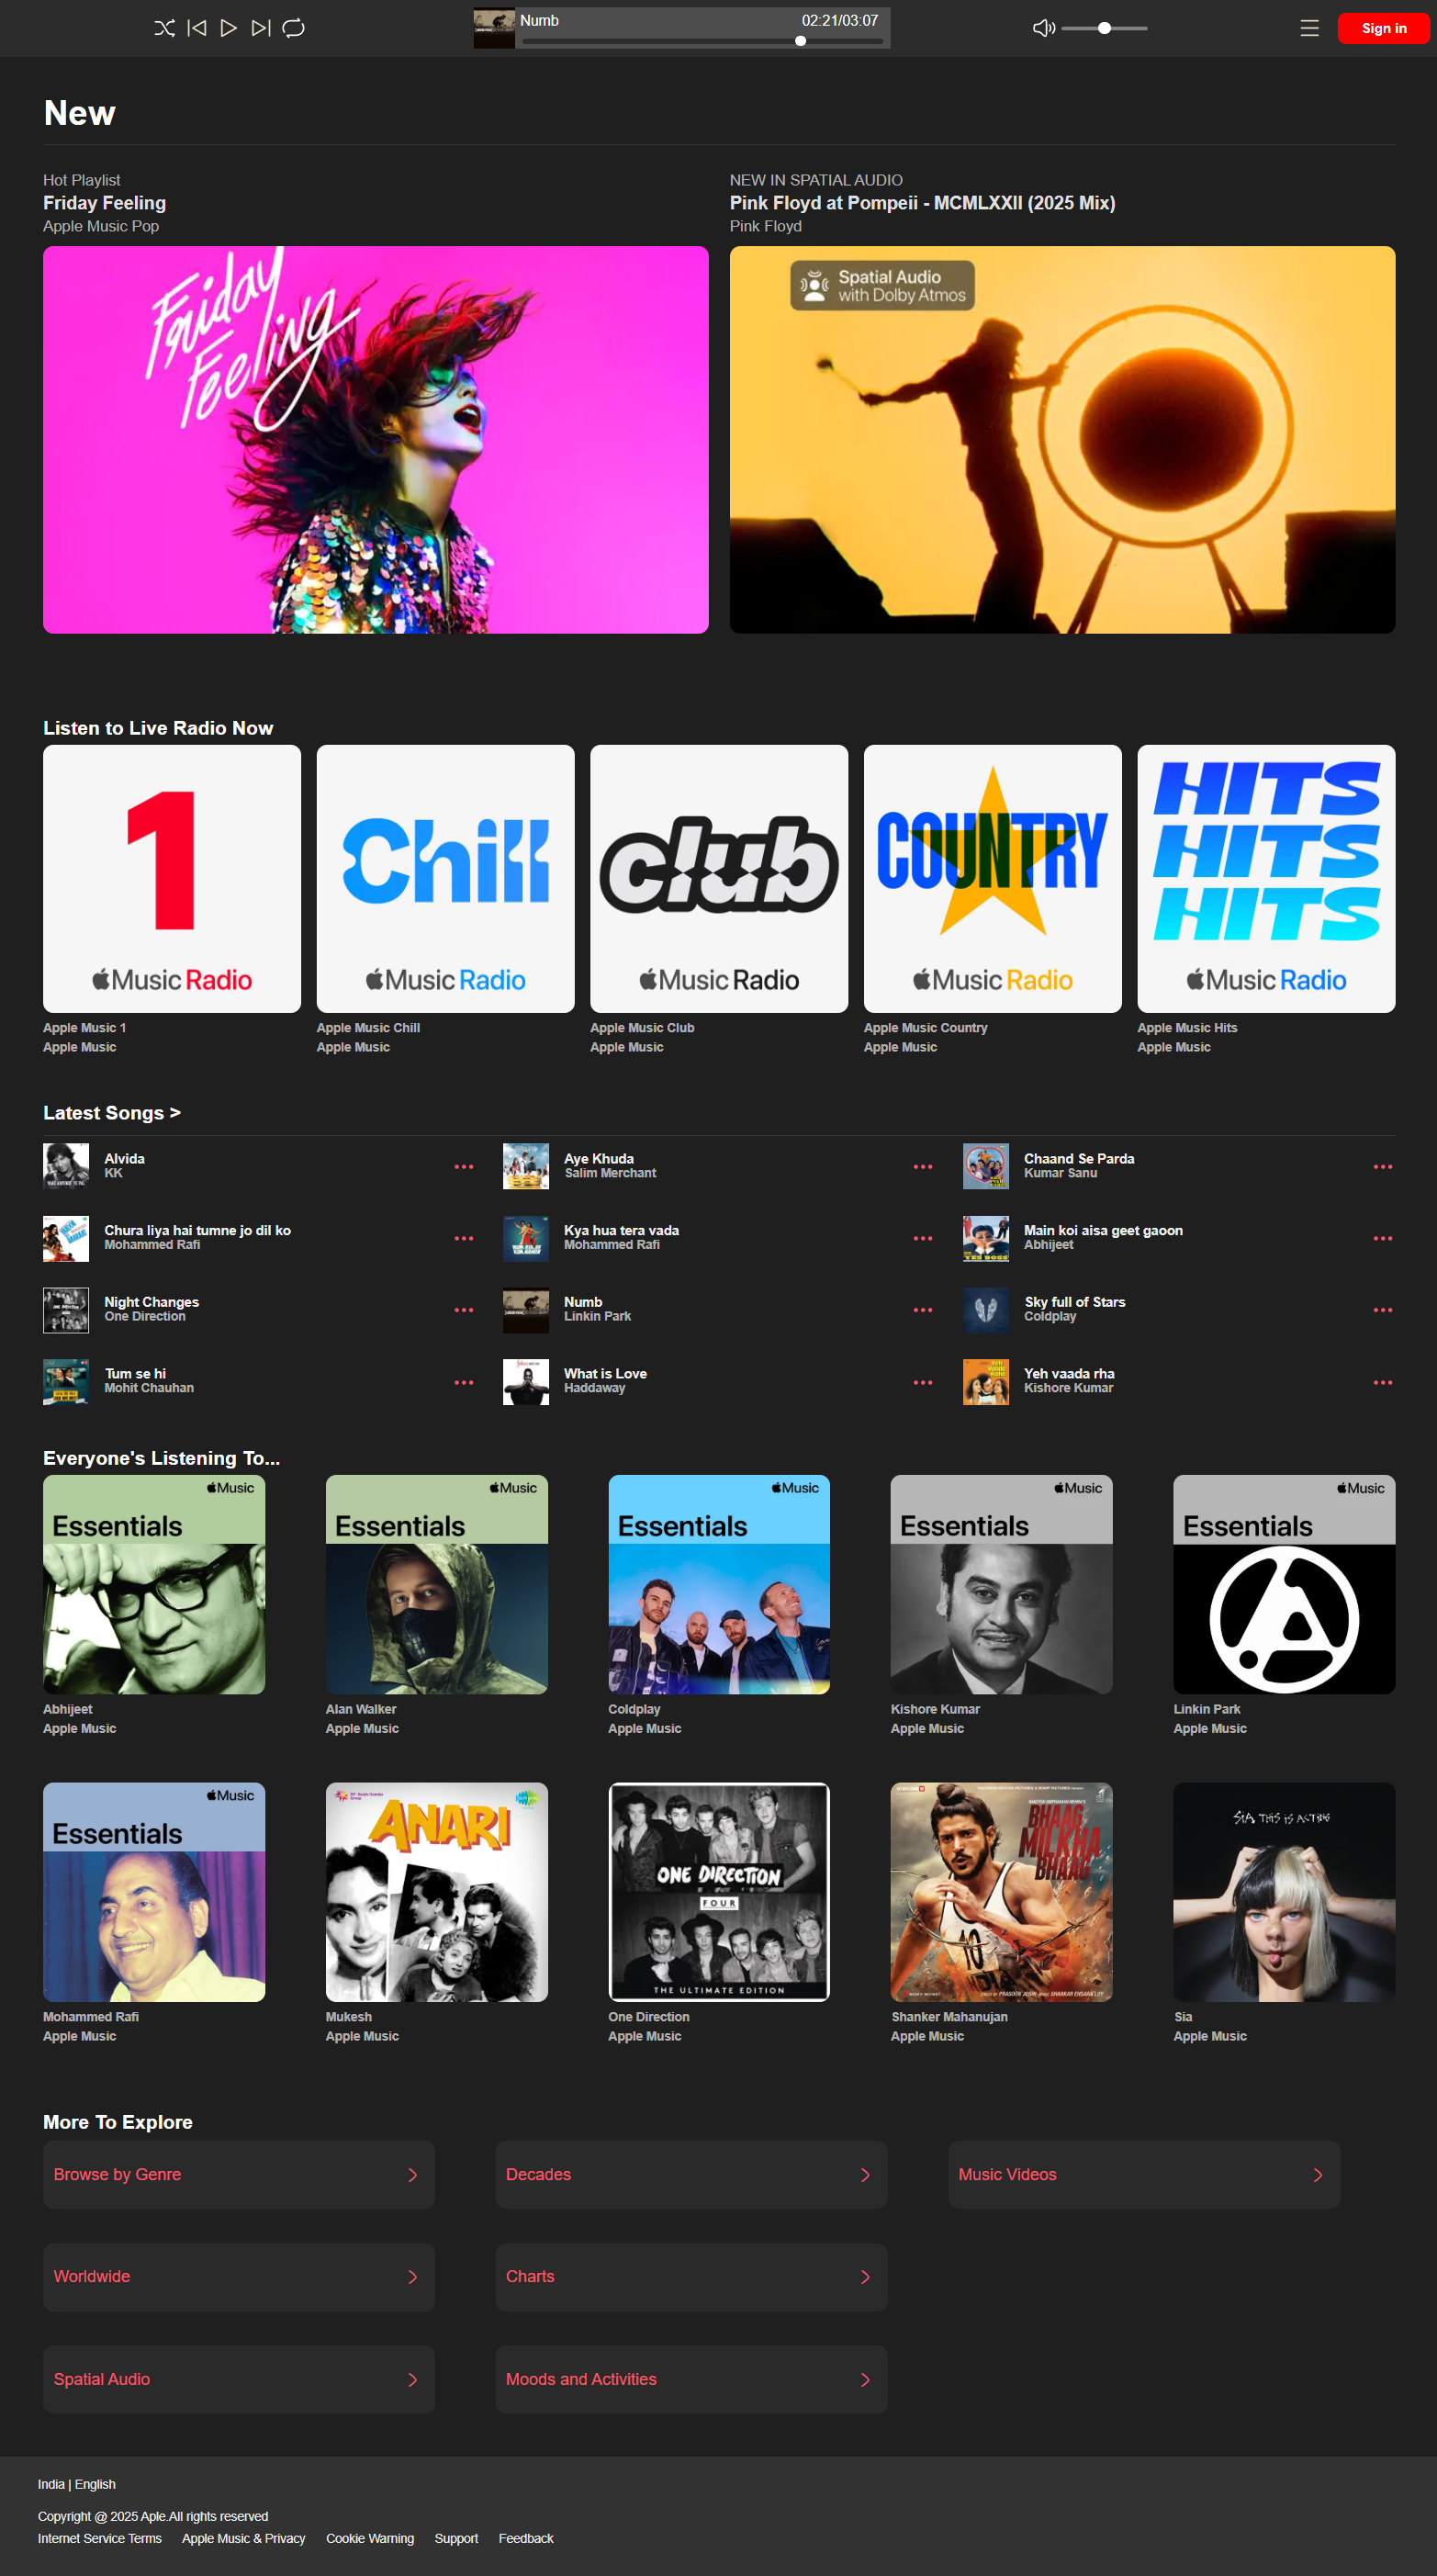 Numb 02:21/03:07
Sign in
New
Hot Playlist
Friday Feeling
Apple Music Pop
Friday
Feeling
NEW IN SPATIAL AUDIO
Pink Floyd at Pompeii - MCMLXXII (2025 Mix)
Pink Floyd
Spatial Audio
with Dolby Atmos
Listen to Live Radio Now
1
Music Radio
Chill
Music Radio
club
Music Radio
COUNTRY
Music Radio
HITS
HITS
HITS
Music Radio
Apple Music 1
Apple Music
Apple Music Chill
Apple Music
Apple Music Club
Apple Music
Apple Music Country
Apple Music
Apple Music Hits
Apple Music
Latest Songs >
Alvida
KK
Aye Khuda
Salim Merchant
Chaand Se Parda
Kumar Sanu
Chura liya hai tumne jo dil ko
Mohammed Rafi
Kya hua tera vada
Mohammed Rafi
YES BOSS
Main koi aisa geet gaoon
Abhijeet
Night Changes
One Direction
Numb
Linkin Park
Sky full of Stars
Coldplay
Tum se hi
Mohit Chauhan
What is Love
Haddaway
Yeh vaada rha
Kishore Kumar
Everyone's Listening To...
Music
Essentials
Abhijeet
Apple Music
Music
Essentials
Alan Walker
Apple Music
Music
Essentials
Coldplay
Apple Music
Music
Essentials
Kishore Kumar
Apple Music
Music
Essentials
Linkin Park
Apple Music
Music
Essentials
Mohammed Rafi
Apple Music
ANARI
Mukesh
Apple Music
ONE DIRECTION
FOUR
THE ULTIMATE EDITION
One Direction
Apple Music
BHAAG
MILKHA
BHAAG
10
INDIA
Shanker Mahanujan
Apple Music
SIA THIS IS ACTING
Sia
Apple Music
More To Explore
Browse by Genre
Decades
Music Videos
Worldwide
Charts
Spatial Audio
Moods and Activities
India | English
Copyright @ 2025 Aple.All rights reserved
Internet Service Terms Apple Music & Privacy Cookie Warning Support Feedback